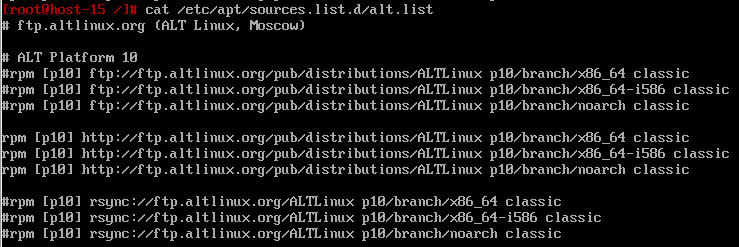 [root@host-15 /]# cat /etc/apt/sources.list.d/alt.list
# ftp.altlinux.org (ALT Linux, Moscow)
# ALT Platform 10
#rpm [p10] ftp://ftp.altlinux.org/pub/distributions/ALTLinux p10/branch/x86_64 classic
#rpm [p10] ftp://ftp.altlinux.org/pub/distributions/ALTLinux p10/branch/x86_64-i586 classic
#rpm [p10] ftp://ftp.altlinux.org/pub/distributions/ALTLinux p10/branch/noarch classic
rpm [p10] http://ftp.altlinux.org/pub/distributions/ALTLinux p10/branch/x86_64 classic
rpm [p10] http://ftp.altlinux.org/pub/distributions/ALTLinux p10/branch/x86_64-i586 classic
rpm [p10] http://ftp.altlinux.org/pub/distributions/ALTLinux p10/branch/noarch classic
#rpm [p10] rsync://ftp.altlinux.org/ALTLinux p10/branch/x86_64 classic
#rpm [p10] rsync://ftp.altlinux.org/ALTLinux p10/branch/x86_64-i586 classic
#rpm [p10] rsync://ftp.altlinux.org/ALTLinux p10/branch/noarch classic